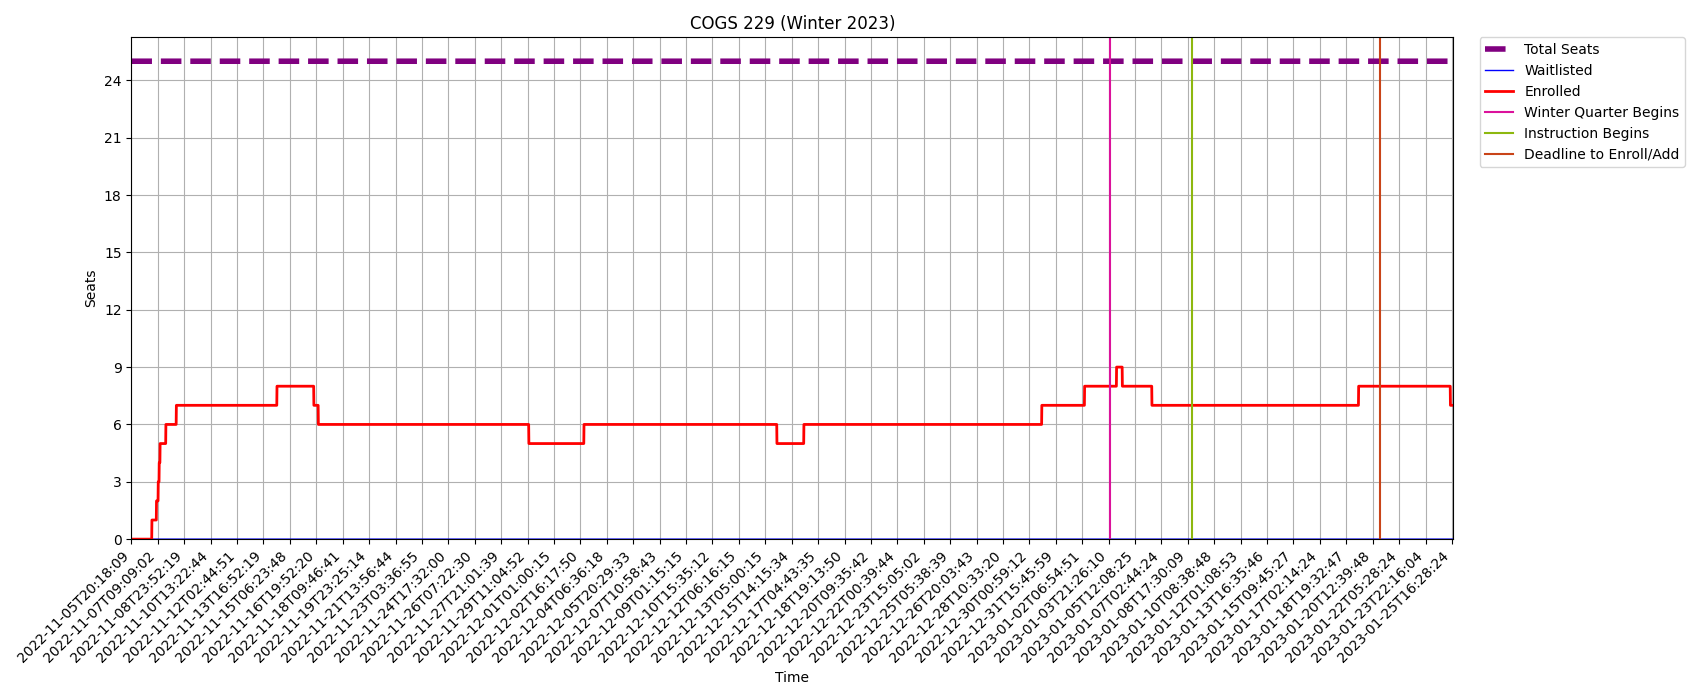 COGS 229 (Winter 2023)
Total Seats
Waitlisted
Enrolled
Winter Quarter Begins
Instruction Begins
Deadline to Enroll/Add
Seats
24
21
18
15
12
9
6
3
0
2022-11-05T20:18:09
2022-11-07T09:09:02
2022-11-08T23:52:19
2022-11-10T13:22:44
2022-11-12T02:44:51
2022-11-13T16:52:19
2022-11-15T06:23:48
2022-11-16T19:52:20
2022-11-18T09:46:41
2022-11-19T23:25:14
2022-11-21T13:56:44
2022-11-23T03:36:55
2022-11-24T17:32:00
2022-11-26T07:22:30
2022-11-27T21:01:39
2022-11-29T11:04:52
2022-12-01T01:00:15
2022-12-02T16:17:50
2022-12-04T06:36:18
2022-12-05T20:29:33
2022-12-07T10:58:43
2022-12-09T01:15:15
2022-12-10T15:35:12
2022-12-12T06:16:15
2022-12-13T05:00:15
2022-12-15T14:15:34
2022-12-17T04:43:35
2022-12-18T19:13:50
2022-12-20T09:35:42
2022-12-22T00:39:44
2022-12-23T15:05:02
2022-12-25T05:38:39
2022-12-26T20:03:43
2022-12-28T10:33:20
2022-12-30T00:59:12
2022-12-31T15:45:59
2023-01-02T06:54:51
2023-01-03T21:26:10
2023-01-05T12:08:25
2023-01-07T02:44:24
2023-01-08T17:30:09
2023-01-10T08:38:48
2023-01-12T01:08:53
2023-01-13T16:35:46
2023-01-15T09:45:27
2023-01-17T02:14:24
2023-01-18T19:32:47
2023-01-20T12:39:48
2023-01-22T05:28:24
2023-01-23T22:16:04
2023-01-25T16:28:24
Time